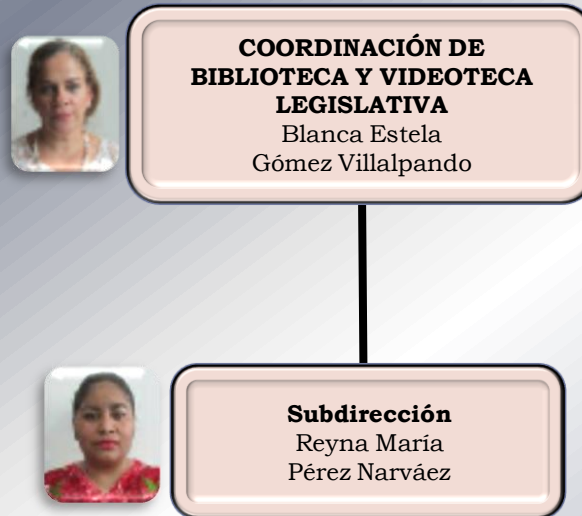 COORDINACIÓN DE
BIBLIOTECA Y VIDEOTECA
LEGISLATIVA
Blanca Estela
Gómez Villalpando
Subdirección
Reyna María
Pérez Narváez